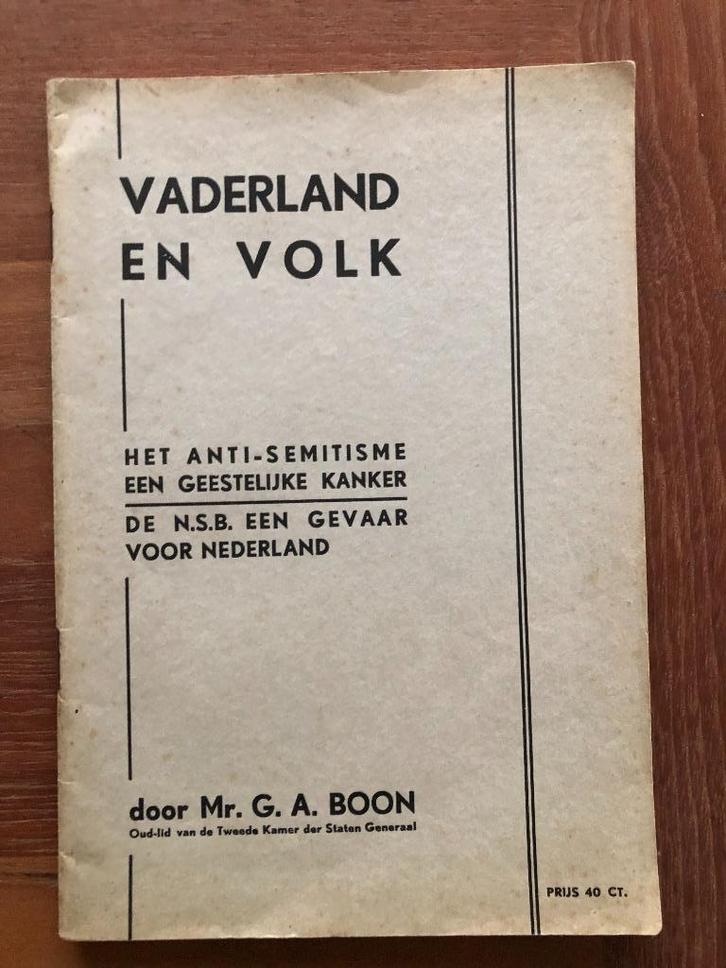 VADERLAND
EN VOLK
HET ANTI-SEMITISME
EEN GEESTELIJKE KANKER
DE N.S.B. EEN GEVAAR
VOOR NEDERLAND
door Mr. G. A. BOON
Oud-lid van de Tweede Kamer der Staten Generaal
PRIJS 40 CT.